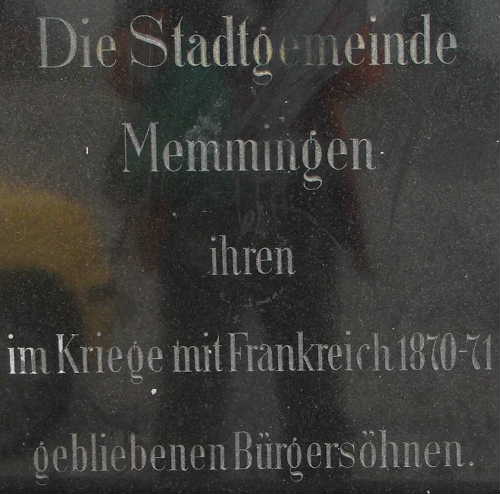 Die Stadtgemeinde
Memmingen
ihren
im Kriege mit Frankreich 1870-71
gebliebenen Bürgersöhnen.